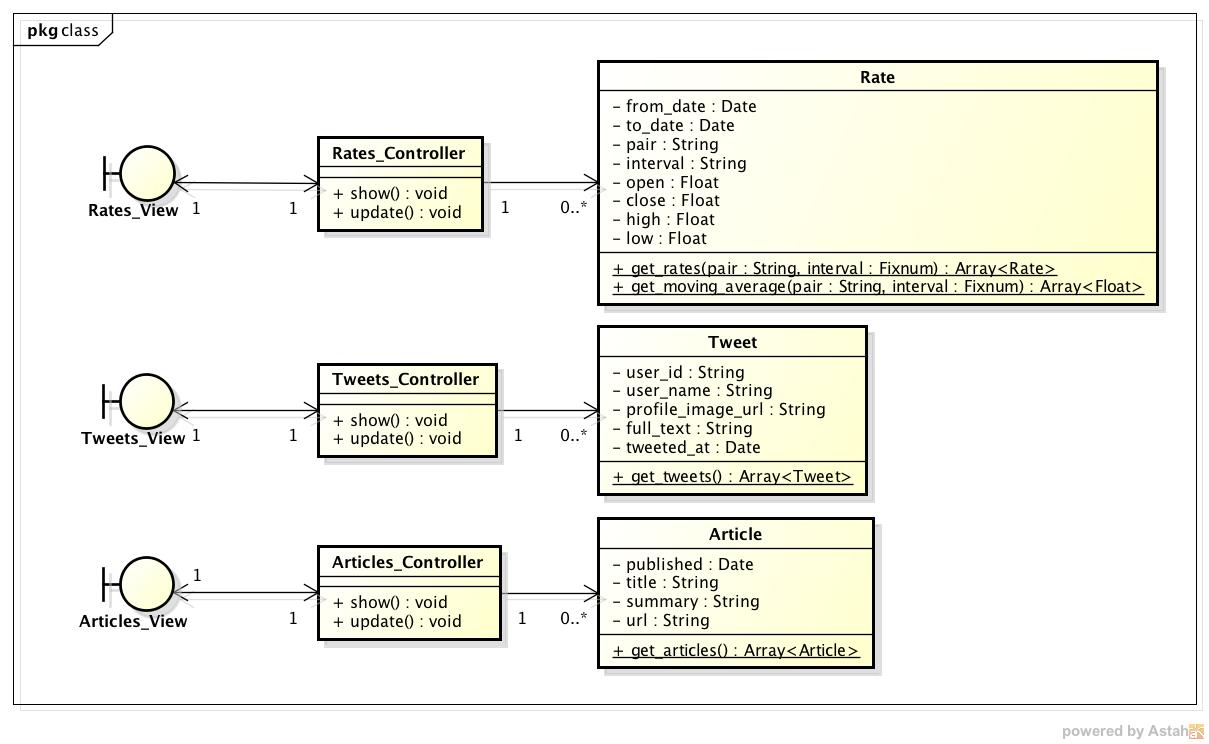 pkg class
Rate
- from_date : Date
- to_date : Date
- pair : String
- interval : String
- open : Float
- close : Float
- high : Float
- low : Float
+ get_rates(pair : String, interval : Fixnum) : Array<Rate>
+ get_moving_average(pair : String, interval : Fixnum) : Array<Float>
Rates_Controller
+ show() : void
+ update() : void
Rates_View
1
1
1
0..*
Tweet
- user_id : String
- user_name : String
- profile_image_url : String
- full_text : String
- tweeted_at : Date
+ get_tweets() : Array<Tweet>
Tweets_Controller
+ show() : void
+ update() : void
Tweets_View
1
1
1
0..*
Article
- published : Date
- title : String
- summary : String
- url : String
+ get_articles() : Array<Article>
Articles_Controller
+ show() : void
+ update() : void
Articles_View
1
1
1
0..*
powered by Astah